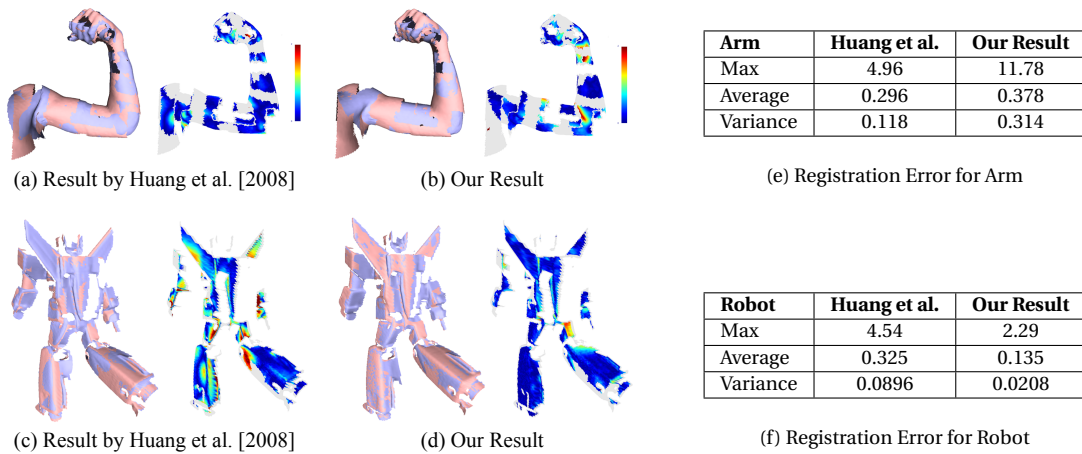 (a) Result by Huang et al. [2008]
(b) Our Result
Arm Huang et al. Our Result
Max 4.96 11.78
Average 0.296 0.378
Variance 0.118 0.314
(e) Registration Error for Arm
(c) Result by Huang et al. [2008]
(d) Our Result
Robot Huang et al. Our Result
Max 4.54 2.29
Average 0.325 0.135
Variance 0.0896 0.0208
(f) Registration Error for Robot